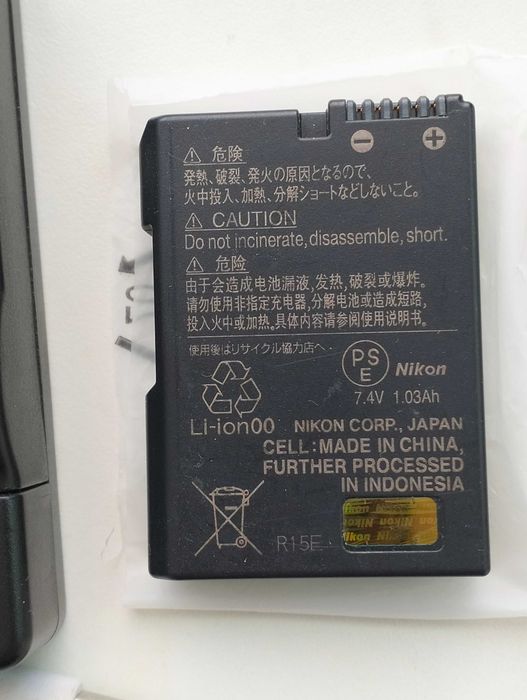 ⚠ 危険
発熱、破裂、発火の原因となるので、
火中投入、加熱、分解ショートなどしないこと。
⚠ CAUTION
Do not incinerate, disassemble, short.
⚠ 危险
由于会造成电池漏液,发热,破裂或爆炸。
请勿使用非指定充电器,分解电池或造成短路,
投入火中或加热。具体内容请参阅使用说明书。
使用後はリサイクル協力店へ
PS E Nikon
7.4V 1.03Ah
Li-ion00 NIKON CORP., JAPAN
CELL:MADE IN CHINA,
FURTHER PROCESSED
IN INDONESIA
R15E
Nikon Nikon